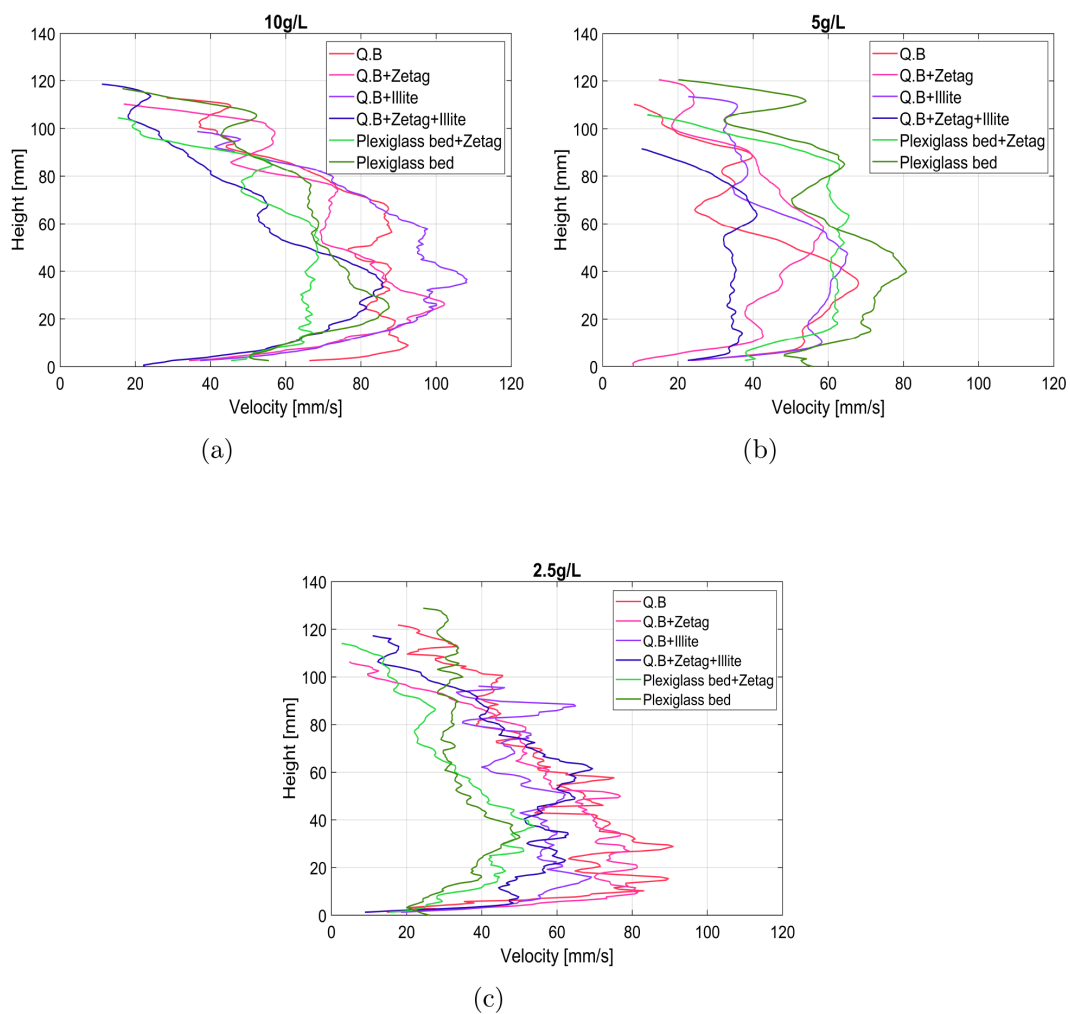 10g/L
140
120
100
80
60
40
20
0
Height [mm]
Q.B
Q.B+Zetag
Q.B+Illite
Q.B+Zetag+Illite
Plexiglass bed+Zetag
Plexiglass bed
0 20 40 60 80 100 120
Velocity [mm/s]
(a)
5g/L
140
120
100
80
60
40
20
0
Height [mm]
Q.B
Q.B+Zetag
Q.B+Illite
Q.B+Zetag+Illite
Plexiglass bed+Zetag
Plexiglass bed
0 20 40 60 80 100 120
Velocity [mm/s]
(b)
2.5g/L
140
120
100
80
60
40
20
0
Height [mm]
Q.B
Q.B+Zetag
Q.B+Illite
Q.B+Zetag+Illite
Plexiglass bed+Zetag
Plexiglass bed
0 20 40 60 80 100 120
Velocity [mm/s]
(c)